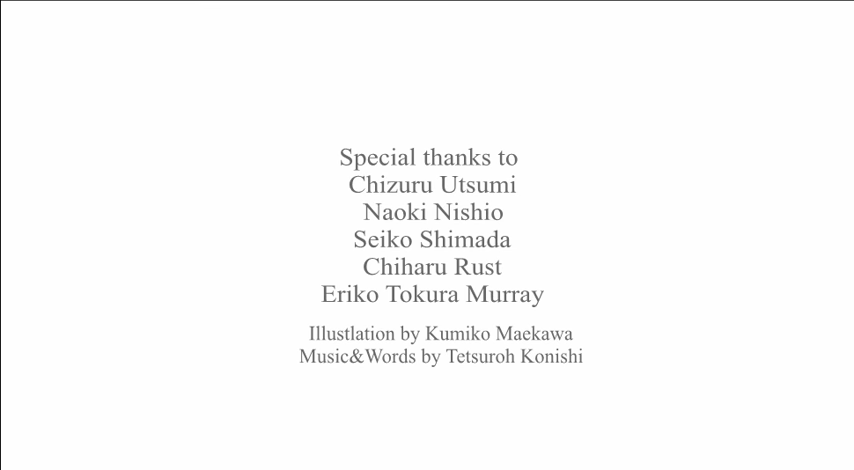 Special thanks to
Chizuru Utsumi
Naoki Nishio
Seiko Shimada
Chiharu Rust
Eriko Tokura Murray
Illustlation by Kumiko Maekawa
Music&Words by Tetsuroh Konishi